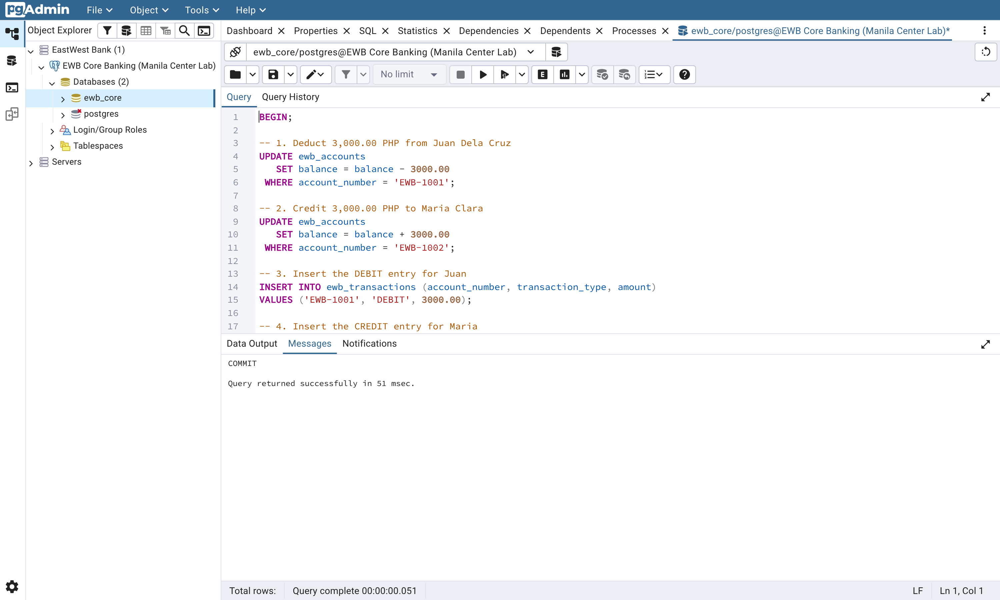 pgAdmin File Object Tools Help
Object Explorer
Dashboard Properties SQL Statistics Dependencies Dependents Processes ewb_core/postgres@EWB Core Banking (Manila Center Lab)*
EastWest Bank (1)
EWB Core Banking (Manila Center Lab)
Databases (2)
ewb_core
postgres
Login/Group Roles
Tablespaces
Servers
ewb_core/postgres@EWB Core Banking (Manila Center Lab)
No limit
E
Query Query History
1 BEGIN;
2
3 -- 1. Deduct 3,000.00 PHP from Juan Dela Cruz
4 UPDATE ewb_accounts
5    SET balance = balance - 3000.00
6  WHERE account_number = 'EWB-1001';
7
8 -- 2. Credit 3,000.00 PHP to Maria Clara
9 UPDATE ewb_accounts
10    SET balance = balance + 3000.00
11  WHERE account_number = 'EWB-1002';
12
13 -- 3. Insert the DEBIT entry for Juan
14 INSERT INTO ewb_transactions (account_number, transaction_type, amount)
15 VALUES ('EWB-1001', 'DEBIT', 3000.00);
16
17 -- 4. Insert the CREDIT entry for Maria
Data Output Messages Notifications
COMMIT
Query returned successfully in 51 msec.
Total rows: Query complete 00:00:00.051 LF Ln 1, Col 1